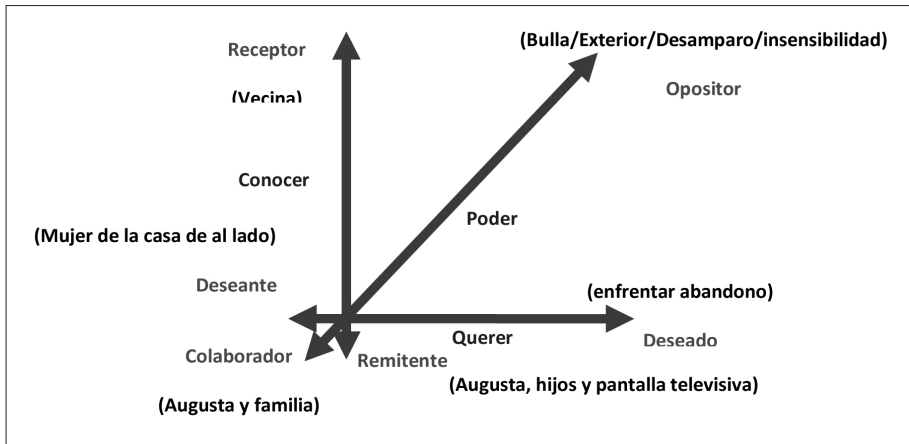 (Bulla/Exterior/Desamparo/insensibilidad)
Receptor
Opositor
(Vecina)
Conocer
Poder
(Mujer de la casa de al lado)
Deseante
(enfrentar abandono)
Querer
Deseado
Colaborador
Remitente
(Augusta, hijos y pantalla televisiva)
(Augusta y familia)